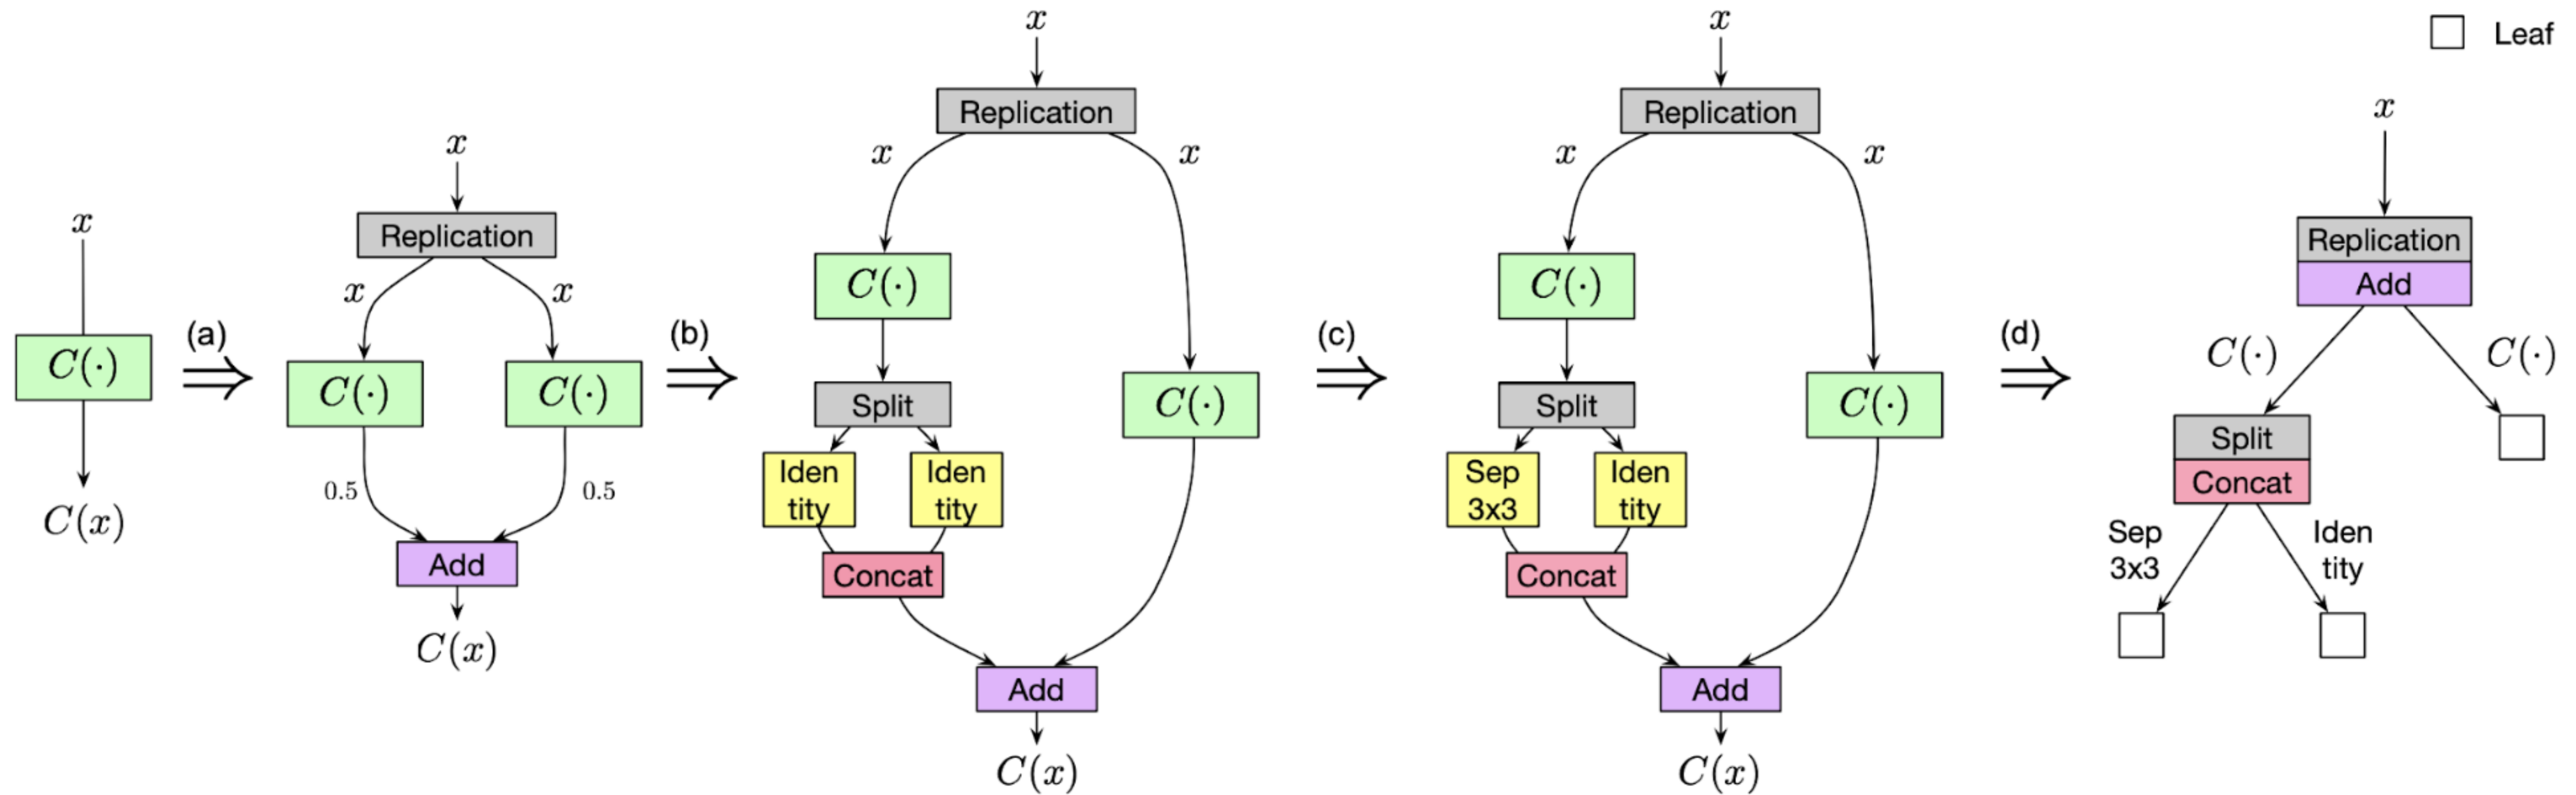 x
C(·)
C(x)
(a)
x
Replication
x x
C(·) C(·)
0.5 0.5
Add
C(x)
(b)
x
Replication
x x
C(·)
Split
C(·)
Iden
tity
Iden
tity
Concat
Add
C(x)
(c)
x
Replication
x x
C(·)
Split
C(·)
Sep
3x3
Iden
tity
Concat
Add
C(x)
(d)
Leaf
x
Replication
Add
C(·) C(·)
Split
Concat
Sep
3x3
Iden
tity